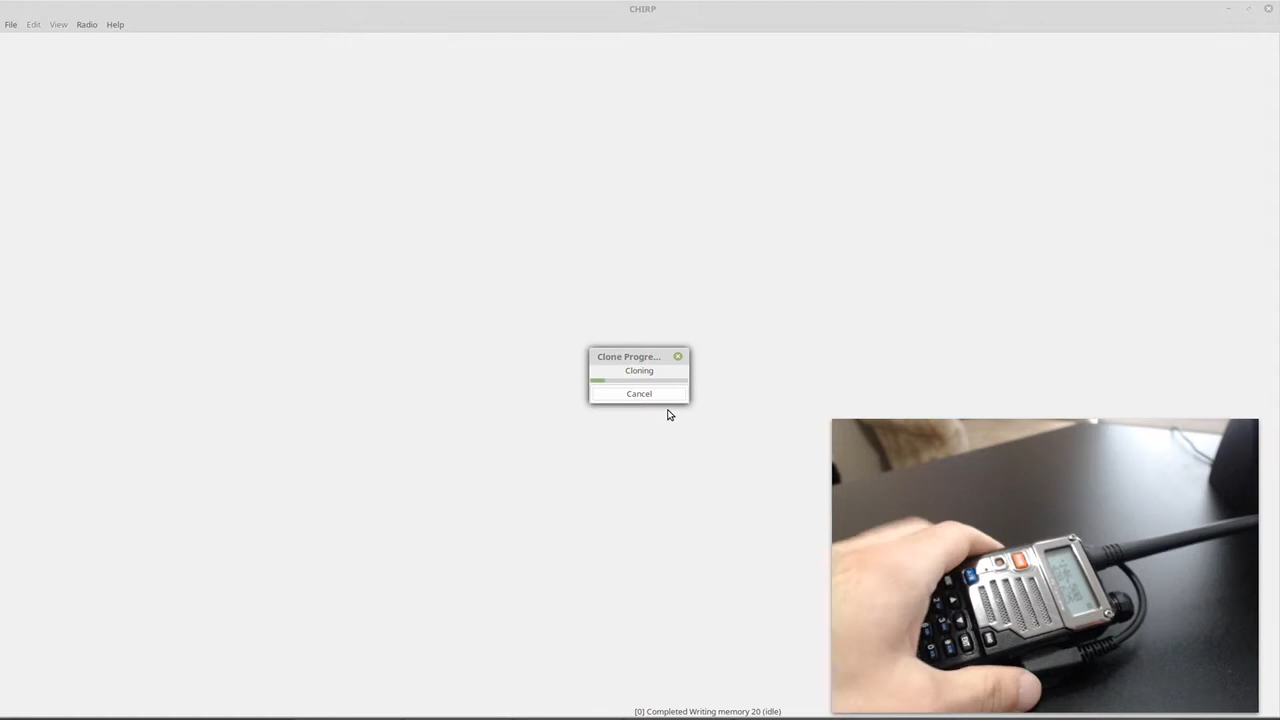 CHIRP
File Edit View Radio Help
Clone Progre...
Cloning
Cancel
[0] Completed Writing memory 20 (idle)